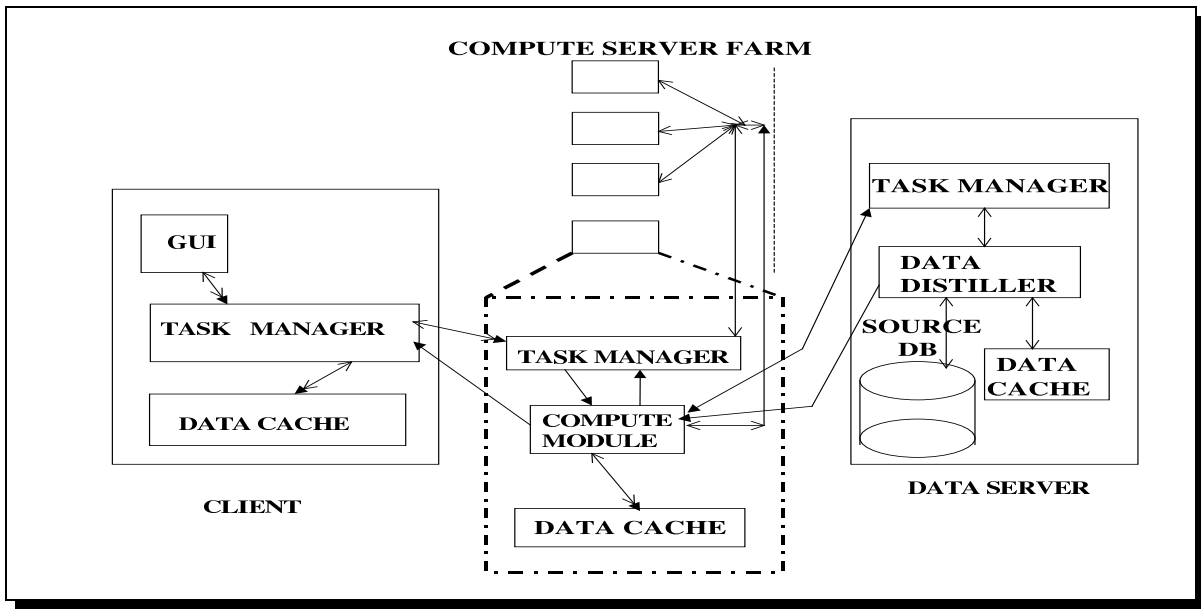 COMPUTE SERVER FARM
GUI
TASK MANAGER
DATA CACHE
CLIENT
TASK MANAGER
COMPUTE
MODULE
DATA CACHE
TASK MANAGER
DATA
DISTILLER
SOURCE
DB
DATA
CACHE
DATA SERVER